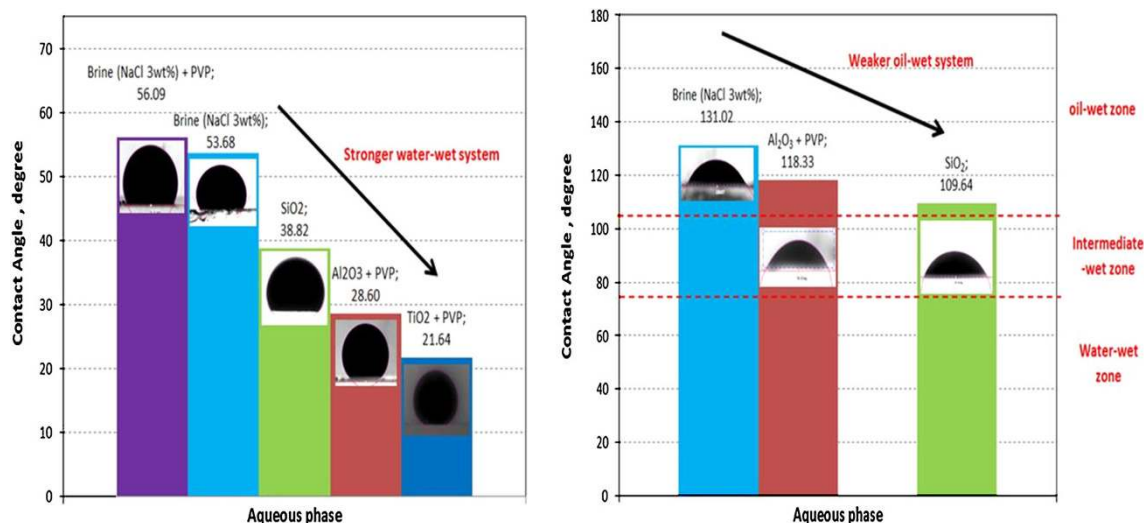 70
60
50
40
30
20
10
0
Contact Angle , degree
Brine (NaCl 3wt%) + PVP;
56.09
Brine (NaCl 3wt%);
53.68
SiO2;
38.82
Al2O3 + PVP;
28.60
TiO2 + PVP;
21.64
Stronger water-wet system
Aqueous phase
180
160
140
120
100
80
60
40
20
0
Contact Angle , degree
Brine (NaCl 3wt%);
131.02
Al₂O₃ + PVP;
118.33
SiO₂;
109.64
Weaker oil-wet system
oil-wet zone
Intermediate
-wet zone
Water-wet
zone
Aqueous phase